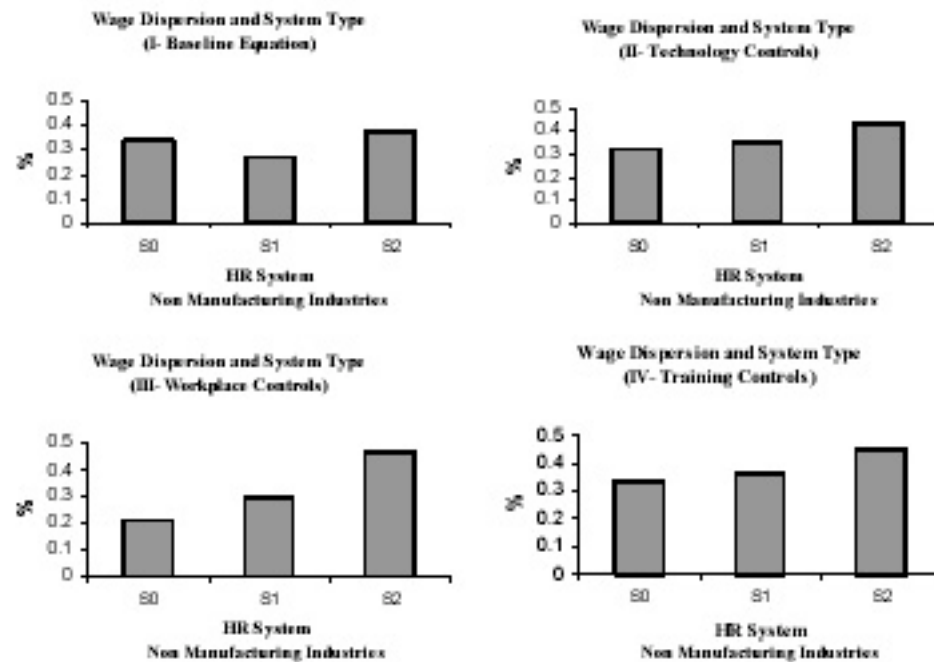 Wage Dispersion and System Type
(I- Baseline Equation)
0.5
0.4
0.3
0.2
0.1
0
%
S0 S1 S2
HR System
Non Manufacturing Industries
Wage Dispersion and System Type
(II- Technology Controls)
0.5
0.4
0.3
0.2
0.1
0
%
S0 S1 S2
HR System
Non Manufacturing Industries
Wage Dispersion and System Type
(III- Workplace Controls)
0.5
0.4
0.3
0.2
0.1
0
%
S0 S1 S2
HR System
Non Manufacturing Industries
Wage Dispersion and System Type
(IV- Training Controls)
0.5
0.4
0.3
0.2
0.1
0
%
S0 S1 S2
HR System
Non Manufacturing Industries